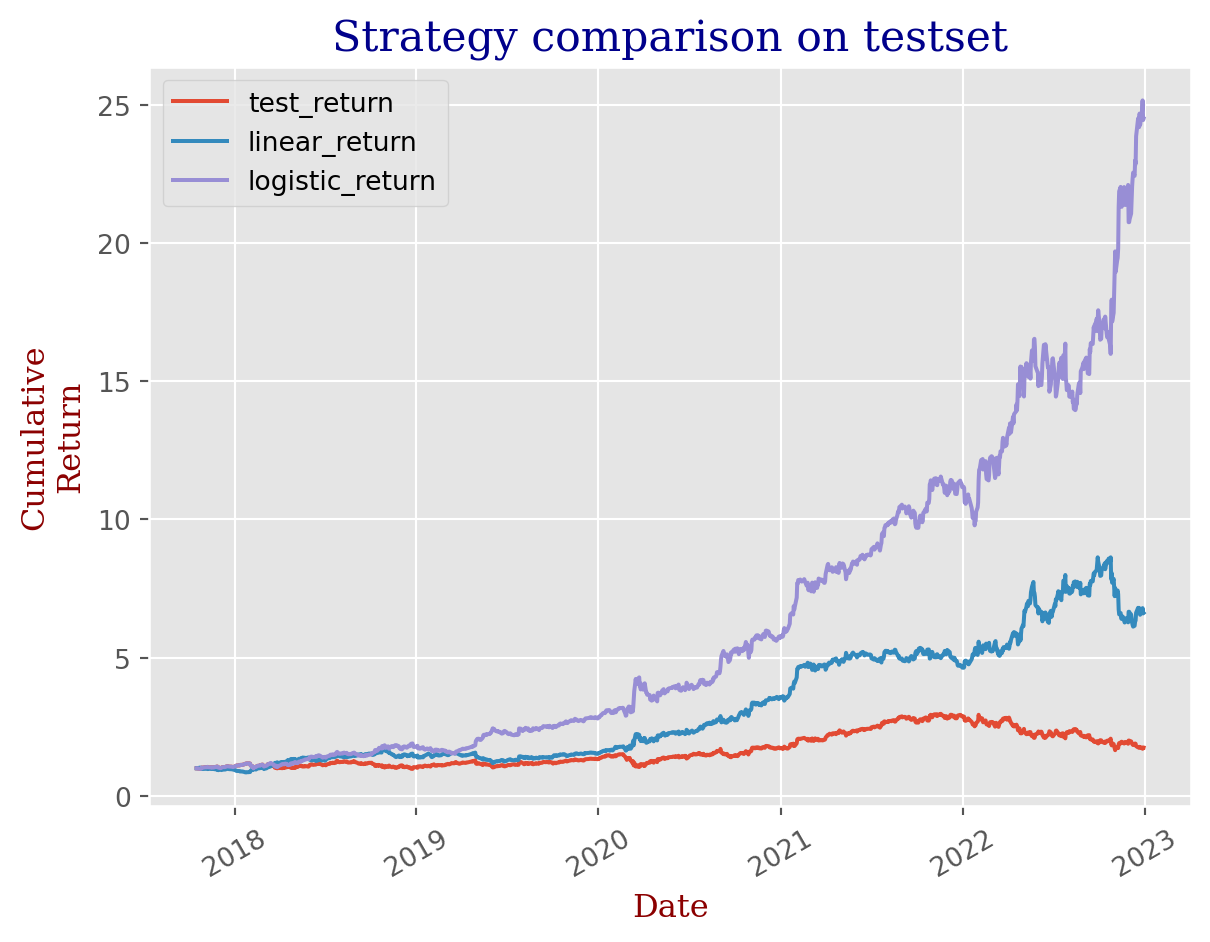 Strategy comparison on testset
test_return
linear_return
logistic_return
25
20
15
10
5
0
Cumulative
Return
2018
2019
2020
2021
2022
2023
Date